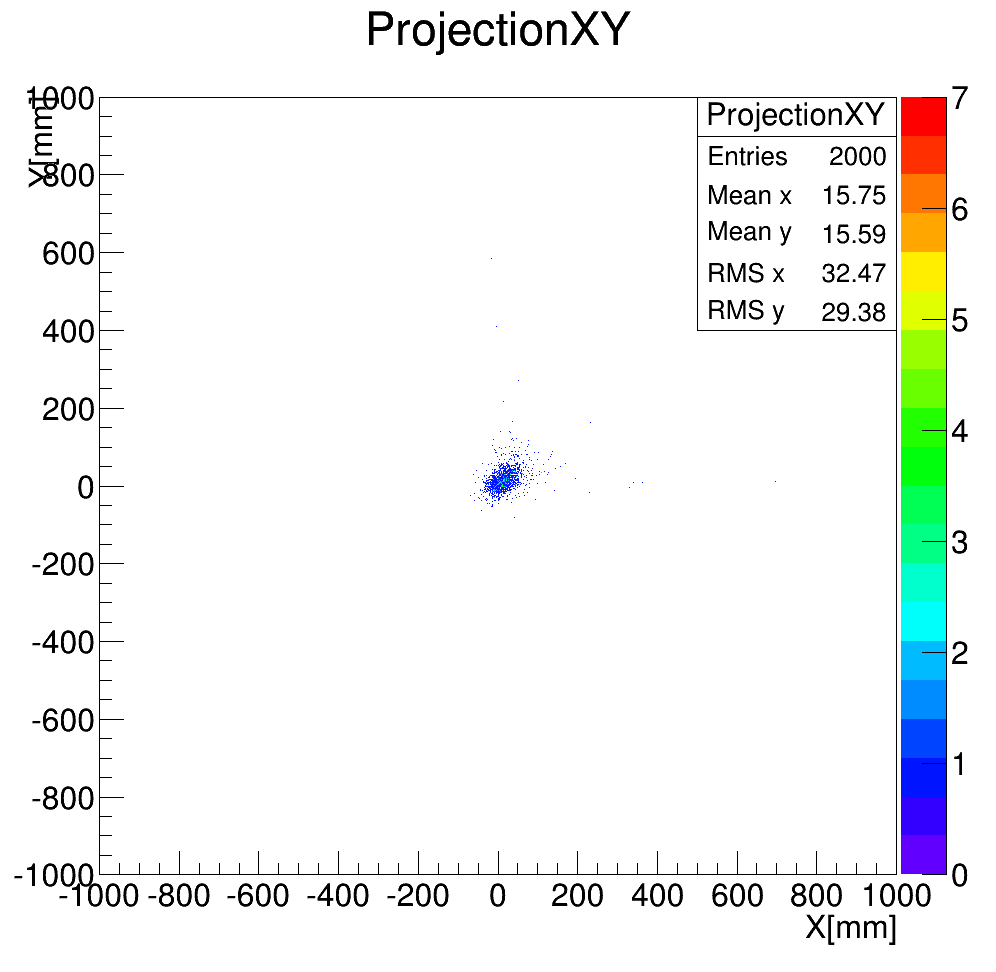 ProjectionXY
Y[mm]
1000
800
600
400
200
0
-200
-400
-600
-800
-1000
ProjectionXY
Entries 2000
Mean x 15.75
Mean y 15.59
RMS x 32.47
RMS y 29.38
7
6
5
4
3
2
1
0
-1000 -800 -600 -400 -200 0 200 400 600 800 1000
X[mm]